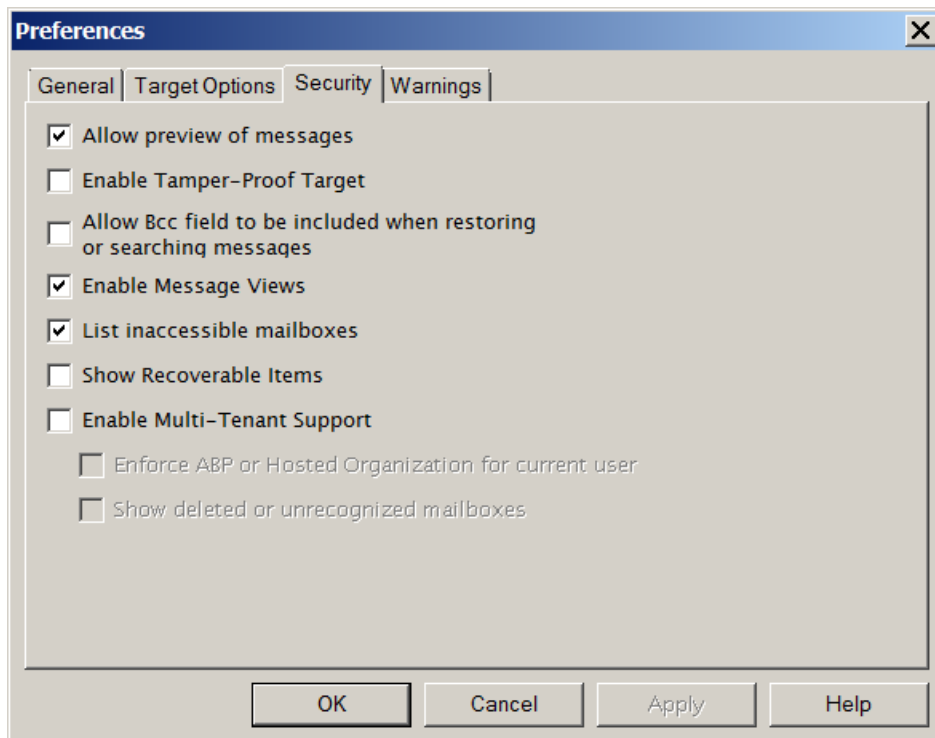 Preferences
General
Target Options
Security
Warnings
Allow preview of messages
Enable Tamper-Proof Target
Allow Bcc field to be included when restoring
or searching messages
Enable Message Views
List inaccessible mailboxes
Show Recoverable Items
Enable Multi-Tenant Support
Enforce ABP or Hosted Organization for current user
Show deleted or unrecognized mailboxes
OK
Cancel
Apply
Help